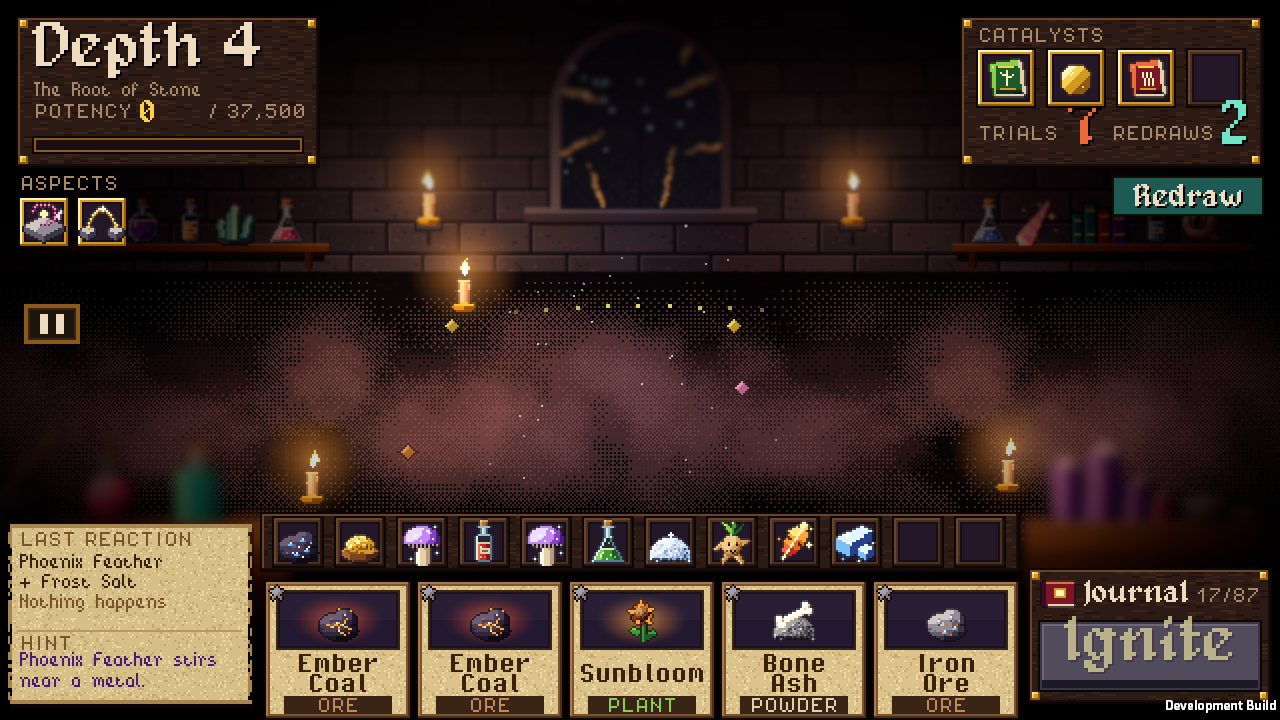 Depth 4
The Root of Stone
POTENCY 0 / 37,500
ASPECTS
CATALYSTS
TRIALS 7 REDRAWS 2
Redraw
LAST REACTION
Phoenix Feather
+ Frost Salt
Nothing happens
HINT
Phoenix Feather stirs
near a metal.
Ember
Coal
ORE
Ember
Coal
ORE
Sunbloom
PLANT
Bone
Ash
POWDER
Iron
Ore
ORE
Journal 17/87
Ignite
Development Build